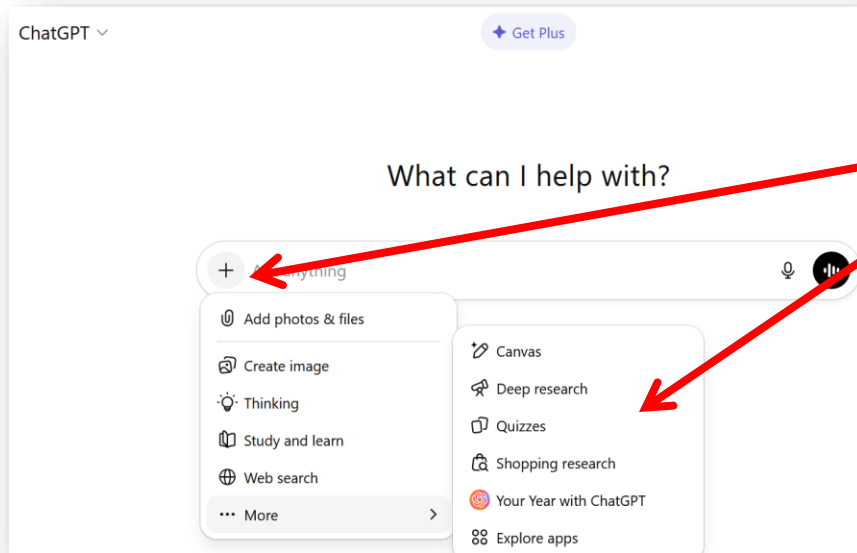 ChatGPT
Get Plus
What can I help with?
anything
Add photos & files
Create image
Thinking
Study and learn
Web search
More
Canvas
Deep research
Quizzes
Shopping research
Your Year with ChatGPT
Explore apps